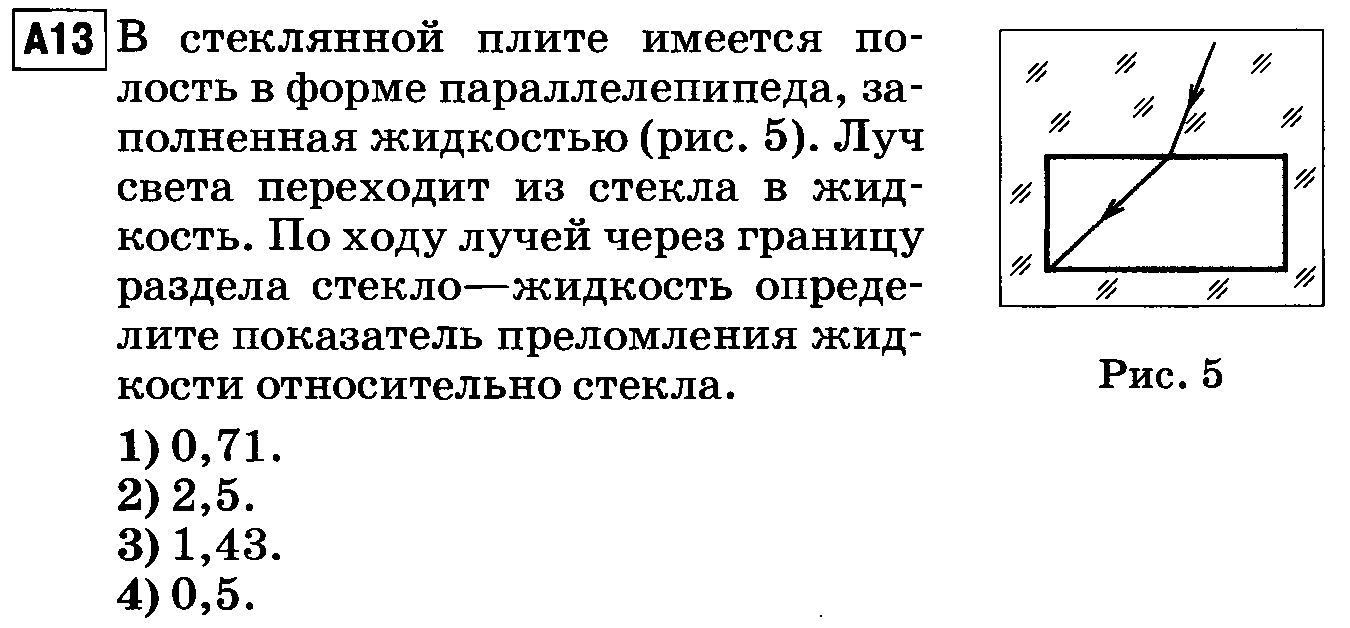 А13 В стеклянной плите имеется по-
лость в форме параллелепипеда, за-
полненная жидкостью (рис. 5). Луч
света переходит из стекла в жид-
кость. По ходу лучей через границу
раздела стекло—жидкость опреде-
лите показатель преломления жид-
кости относительно стекла.
1) 0,71.
2) 2,5.
3) 1,43.
4) 0,5.
Рис. 5